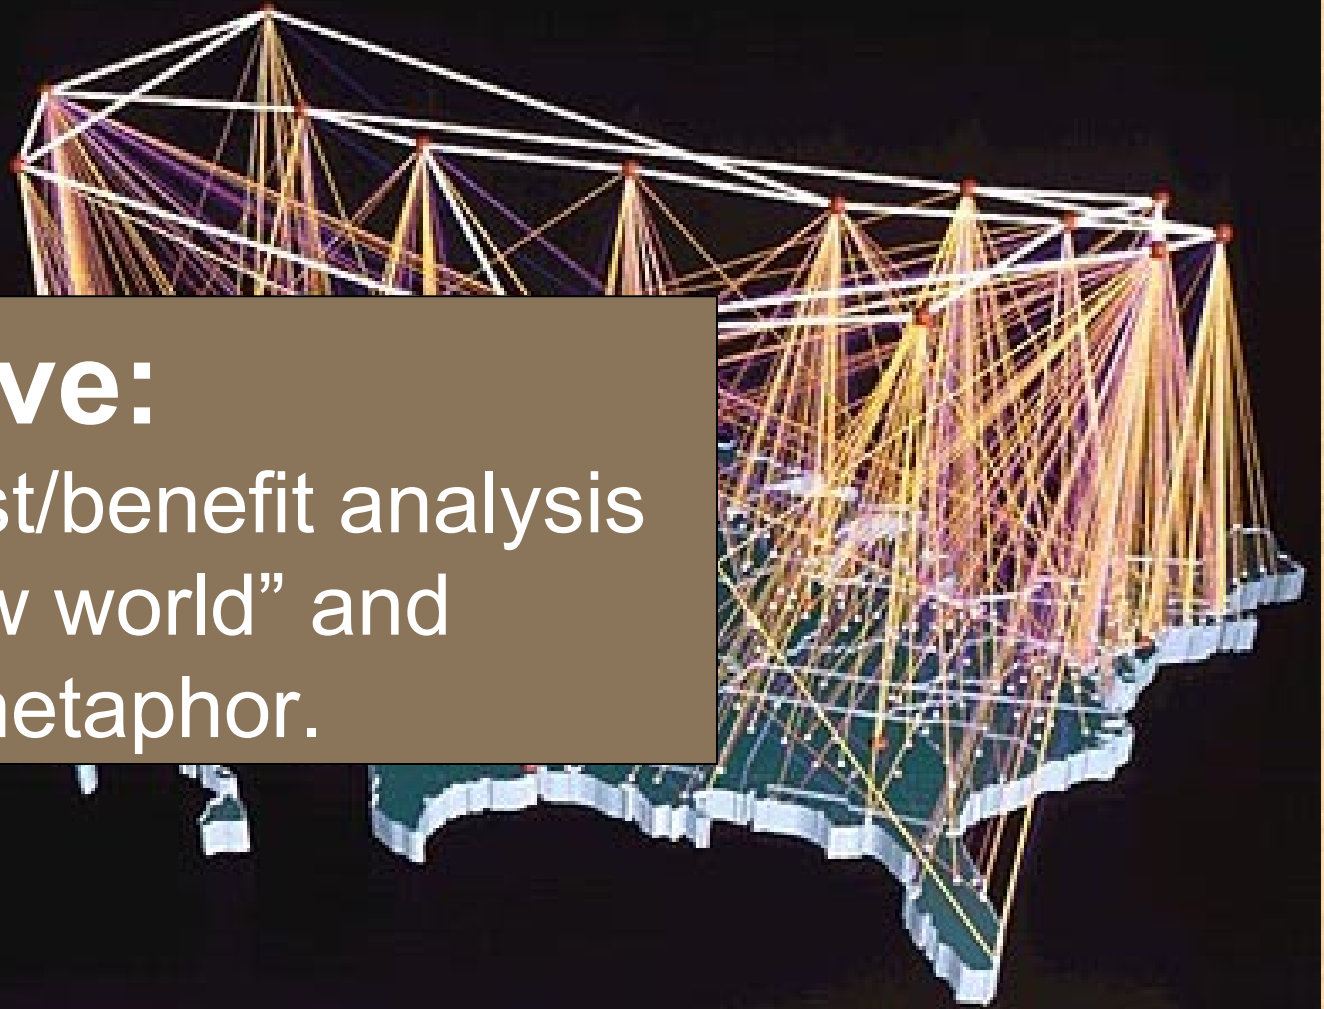 ve:
st/benefit analysis
w world” and
netaphor.